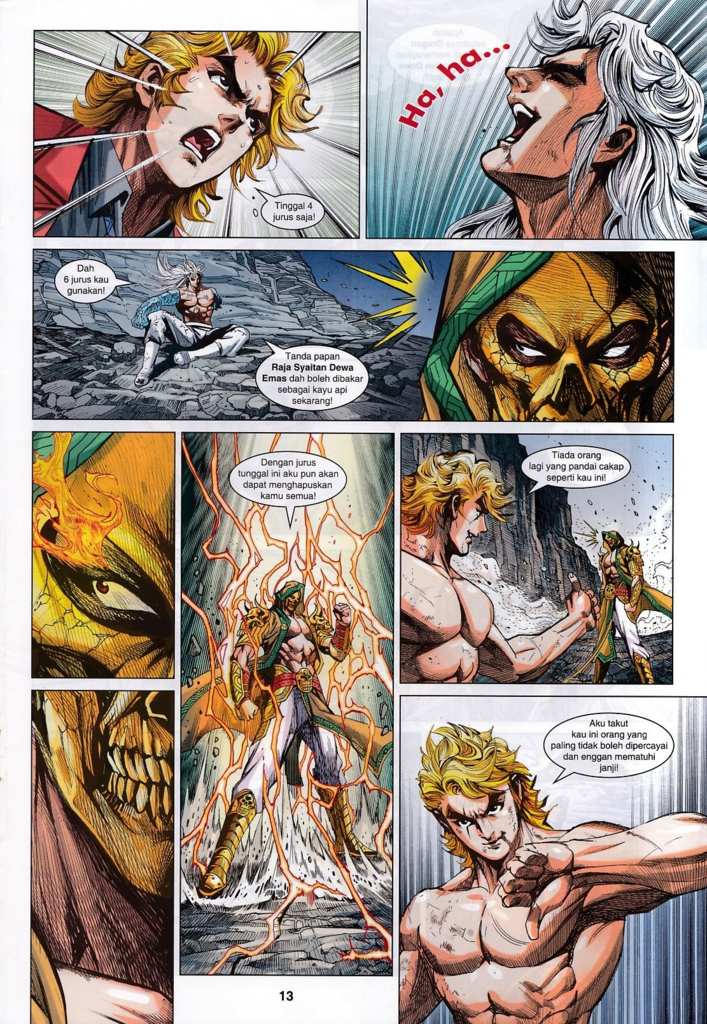 Tinggal 4
jurus saja!
Ha, ha...
Dah
6 jurus kau
gunakan!
Tanda papan
Raja Syaitan Dewa
Emas dah boleh dibakar
sebagai kayu api
sekarang!
Dengan jurus
tunggal ini aku pun akan
dapat menghapuskan
kamu semua!
Tiada orang
lagi yang pandai cakap
seperti kau ini!
Aku takut
kau ini orang yang
paling tidak boleh dipercayai
dan enggan mematuhi
janji!
13